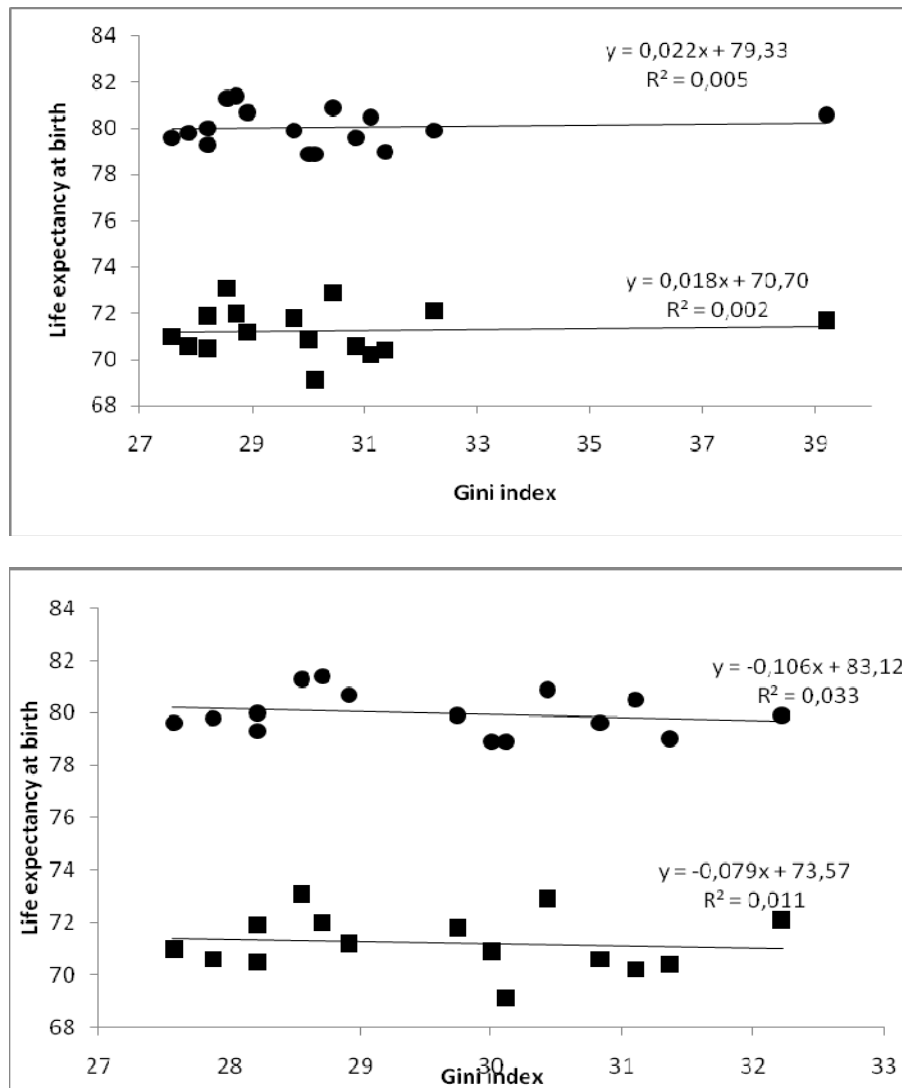 84
82
80
78
76
74
72
70
68
Life expectancy at birth
y = 0,022x + 79,33
R² = 0,005
y = 0,018x + 70,70
R² = 0,002
27 29 31 33 35 37 39
Gini index
84
82
80
78
76
74
72
70
68
Life expectancy at birth
y = -0,106x + 83,12
R² = 0,033
y = -0,079x + 73,57
R² = 0,011
27 28 29 30 31 32 33
Gini index